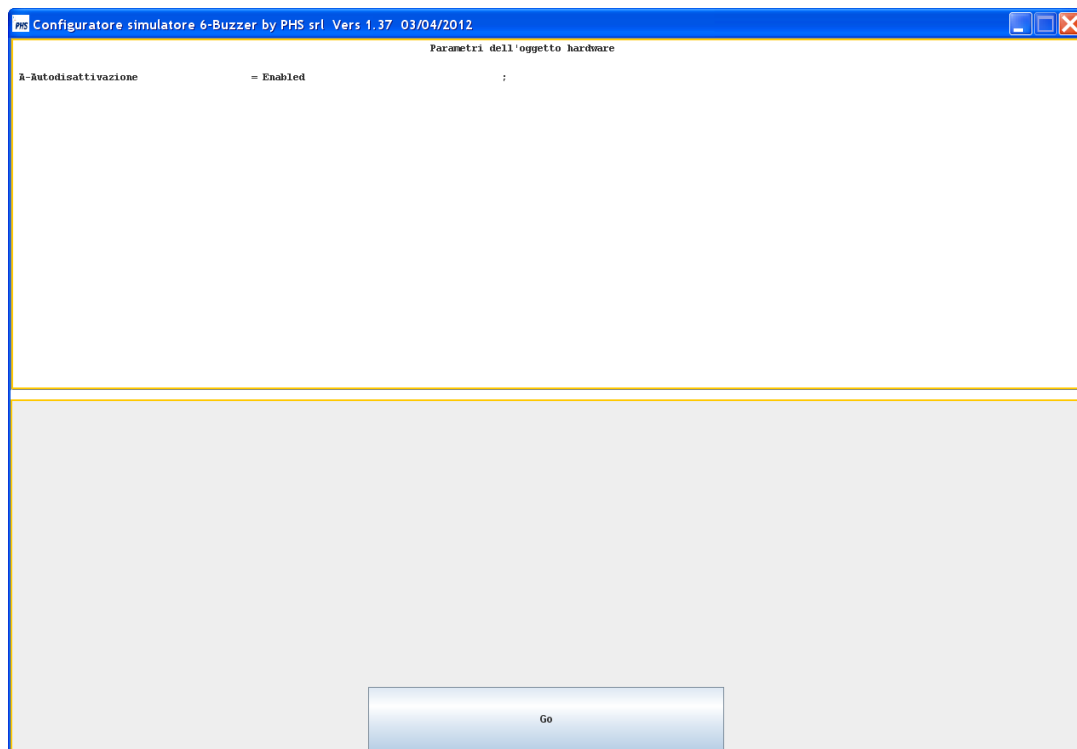 PHS Configuratore simulatore 6-Buzzer by PHS srl Vers 1.37 03/04/2012
Parametri dell'oggetto hardware
A-Autodisattivazione = Enabled ;
Go